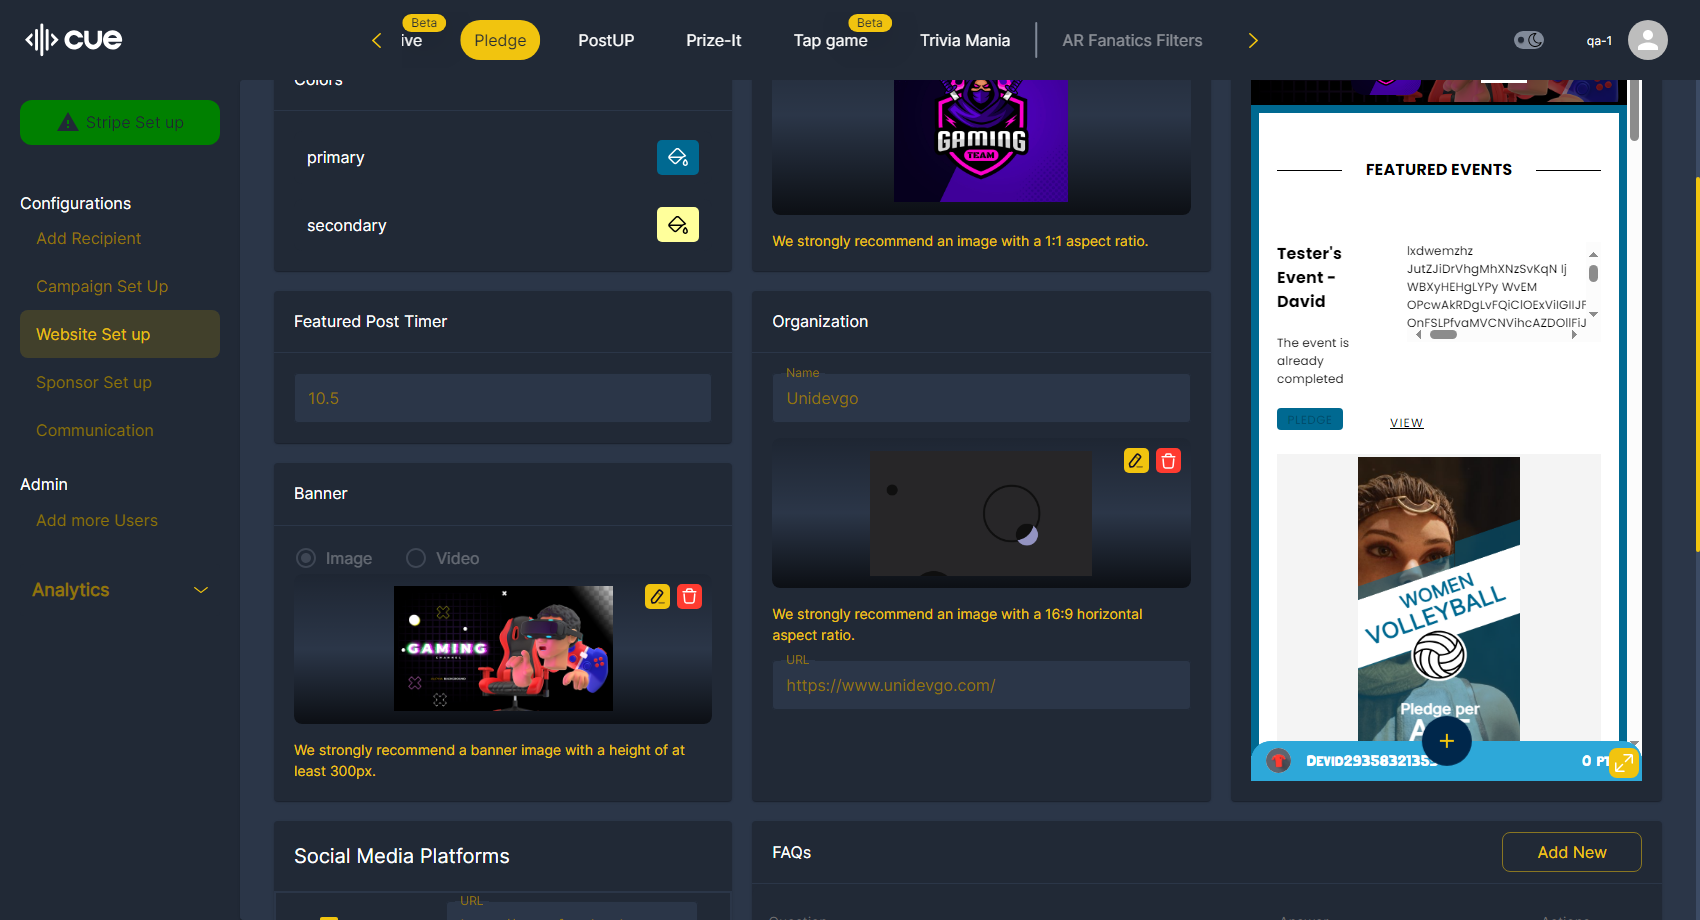 cue
Beta
ive
Pledge
PostUP
Prize-It
Beta
Tap game
Trivia Mania
AR Fanatics Filters
qa-1
Stripe Set up
Configurations
Add Recipient
Campaign Set Up
Website Set up
Sponsor Set up
Communication
Admin
Add more Users
Analytics
Colors
primary
secondary
GAMING
TEAM
We strongly recommend an image with a 1:1 aspect ratio.
Featured Post Timer
10.5
Banner
Image
Video
GAMING
CHANNEL
We strongly recommend a banner image with a height of at
least 300px.
Organization
Name
Unidevgo
We strongly recommend an image with a 16:9 horizontal
aspect ratio.
URL
https://www.unidevgo.com/
FEATURED EVENTS
Tester's
Event -
David
The event is
already
completed
PLEDGE
VIEW
lxdwemzhz
JutZJiDrVhgMhXNzSvKqN Ij
WBXyHEHgLYPy WvEM
OPcwAkRDgLvFQiClOExVilGIlJF
OnFSLPfvaMVCNVihcAZDOllFiJ
WOMEN
VOLLEYBALL
Pledge per
Devid2935832135
0 PT
Social Media Platforms
URL
FAQs
Add New
Question
Answer
Actions